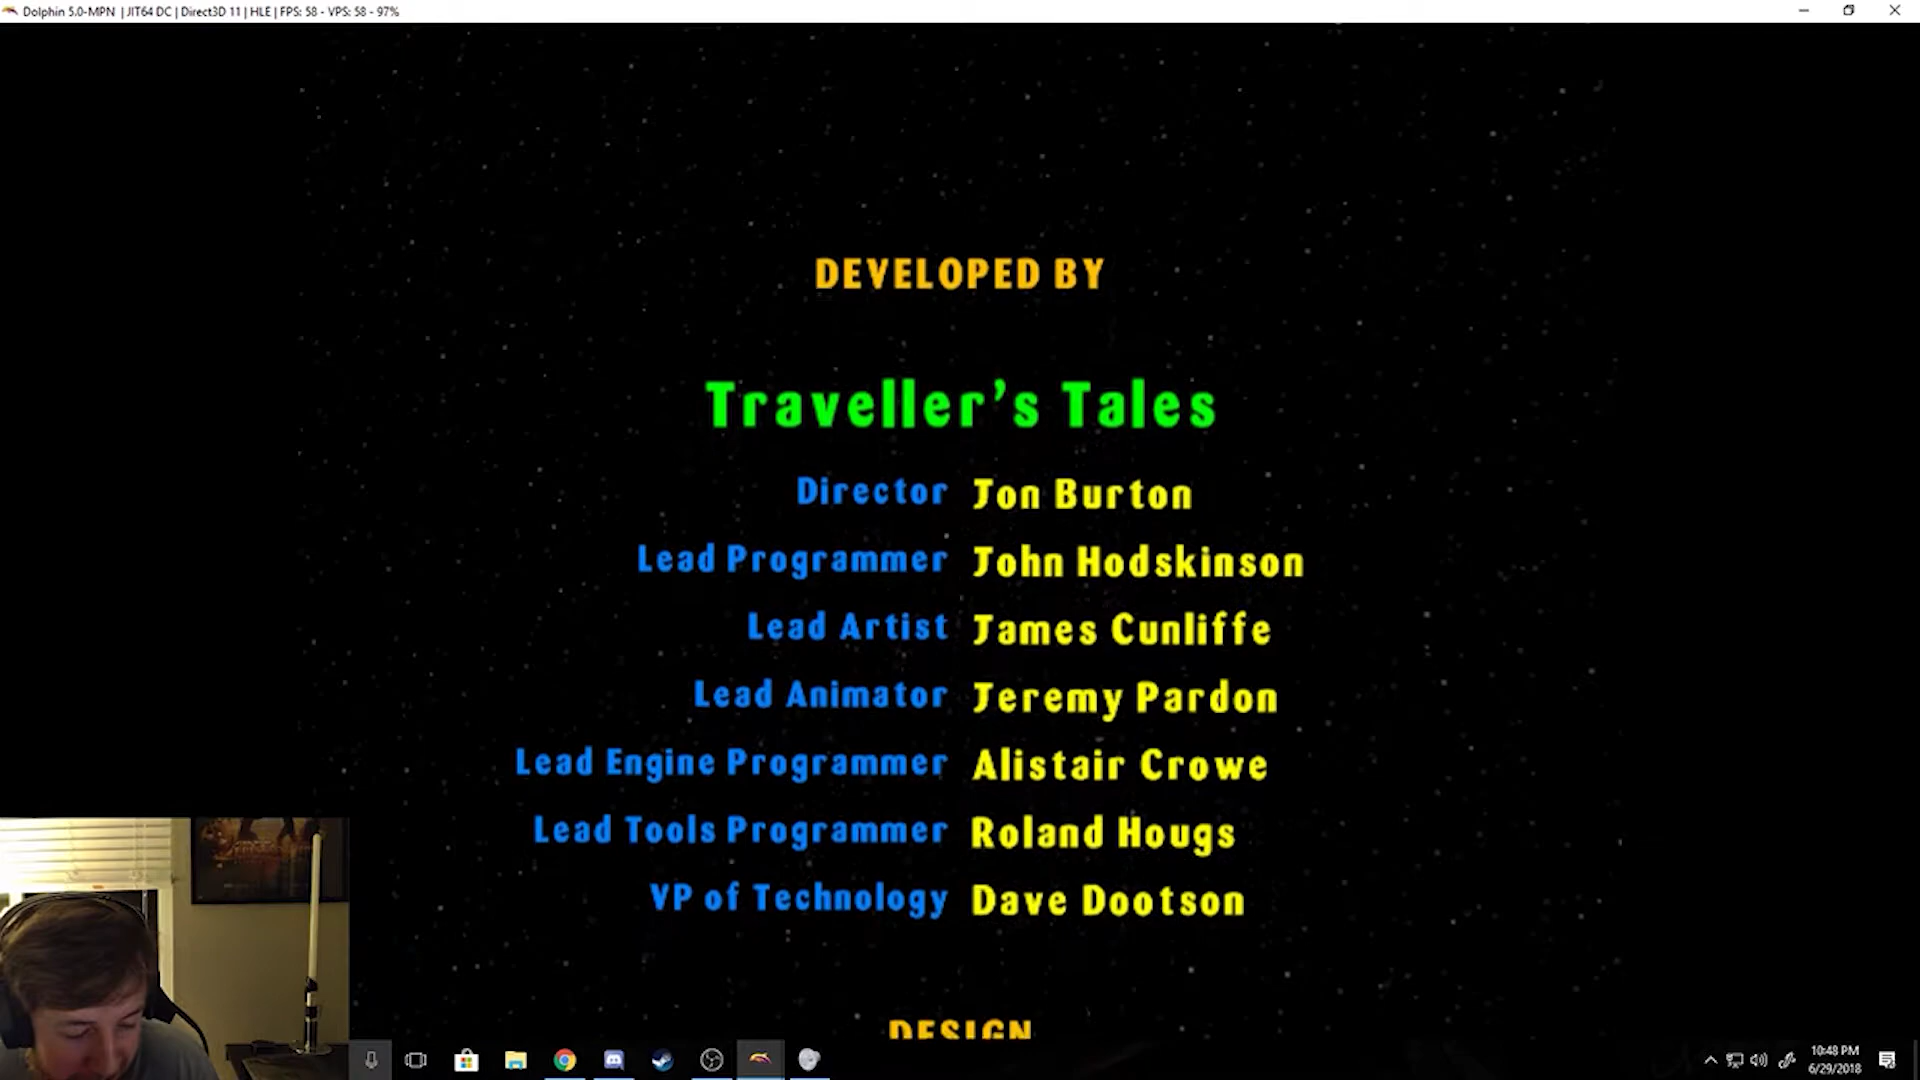 Dolphin 5.0-MPN | JIT64 DC | Direct3D 11 | HLE | FPS: 58 - VPS: 58 - 97%
DEVELOPED BY
Traveller's Tales
Director Jon Burton
Lead Programmer John Hodskinson
Lead Artist James Cunliffe
Lead Animator Jeremy Pardon
Lead Engine Programmer Alistair Crowe
Lead Tools Programmer Roland Hougs
VP of Technology Dave Dootson
DESIGN
10:48 PM
6/29/2018